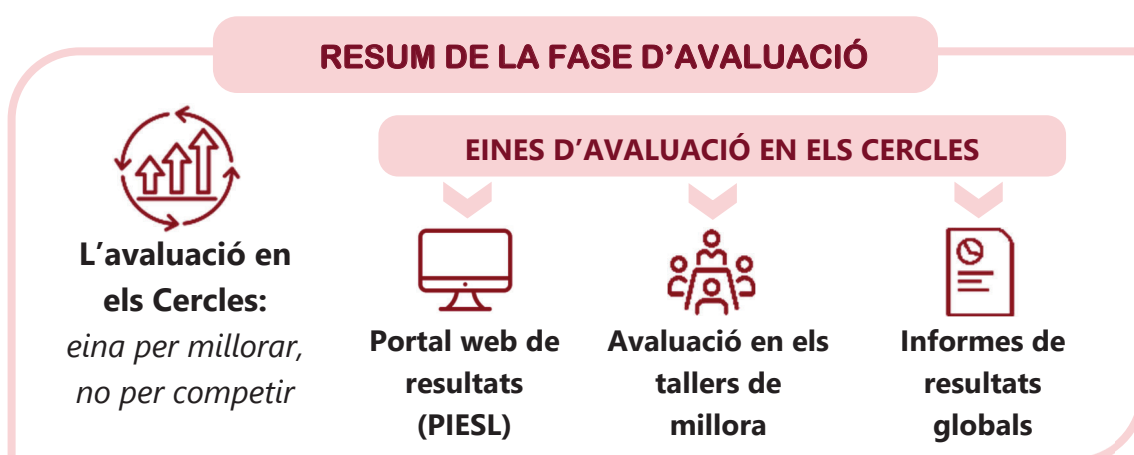 RESUM DE LA FASE D’AVALUACIÓ
L’avaluació en
els Cercles:
eina per millorar,
no per competir
EINES D’AVALUACIÓ EN ELS CERCLES
Portal web de
resultats
(PIESL)
Avaluació en els
tallers de
millora
Informes de
resultats
globals